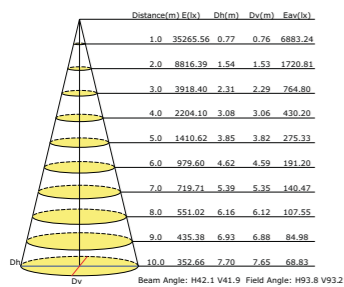 Distance(m) E(lx) Dh(m) Dv(m) Eav(lx)
1.0 35265.56 0.77 0.76 6883.24
2.0 8816.39 1.54 1.53 1720.81
3.0 3918.40 2.31 2.29 764.80
4.0 2204.10 3.08 3.06 430.20
5.0 1410.62 3.85 3.82 275.33
6.0 979.60 4.62 4.59 191.20
7.0 719.71 5.39 5.35 140.47
8.0 551.02 6.16 6.12 107.55
9.0 435.38 6.93 6.88 84.98
Dh 10.0 352.66 7.70 7.65 68.83
Dv Beam Angle: H42.1 V41.9 Field Angle: H93.8 V93.2